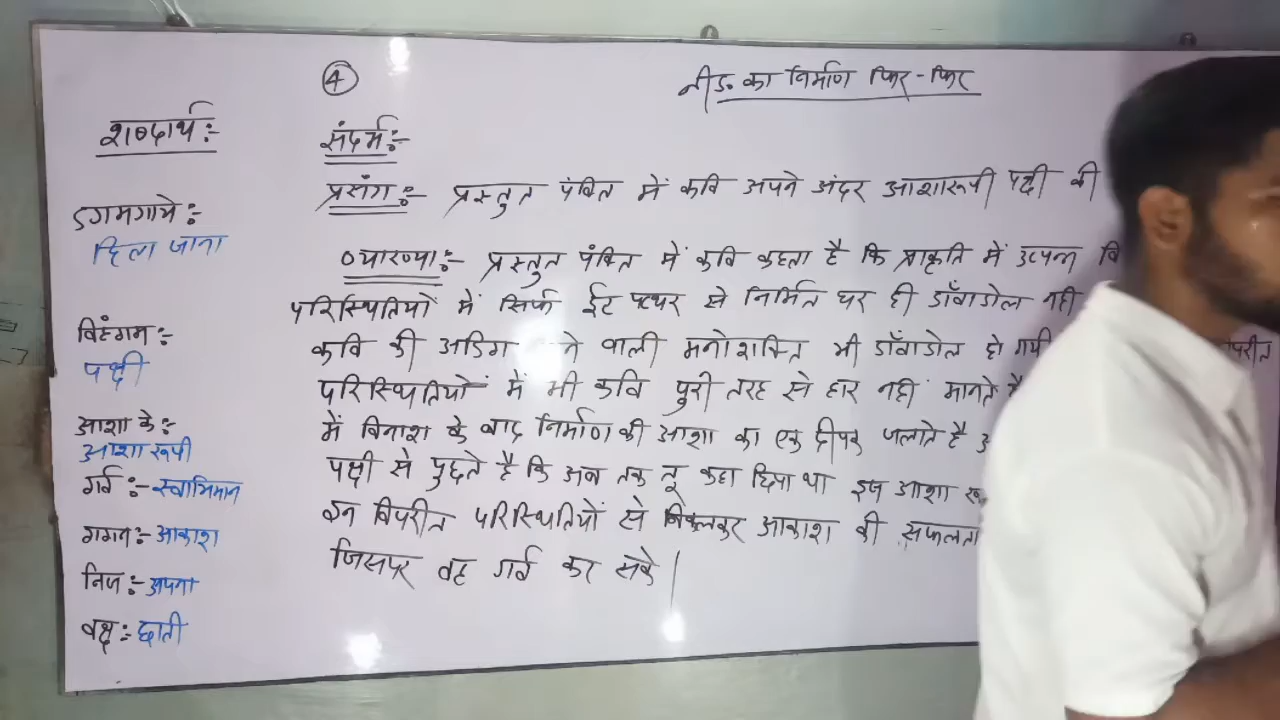 ④
नीड़ का निर्माण फिर-फिर
शब्दार्थ:-
डगमगाये:-
हिला जाना
विहंगम:-
पक्षी
आशा के:-
आशा रूपी
गर्व:- स्वाभिमान
गगन:- आकाश
निज:- अपना
वक्ष:- छाती
संदर्भ:-
प्रसंग:- प्रस्तुत पंक्ति में कवि अपने अंदर आशारूपी पक्षी की
व्याख्या:- प्रस्तुत पंक्ति में कवि कहता है कि प्राकृति में उत्पन्न वि
परिस्थितियों में सिर्फ ईट पत्थर से निर्मित घर ही डाँवाडोल नही
कवि की अडिग ने वाली मनोशक्ति भी डाँवाडोल हो गयी परीत
परिस्थितियों में भी कवि पुरी तरह से हार नहीं मानते है
में विनाश के बाद निर्माण की आशा का एक दीपक जलाते है
पक्षी से पुछते है कि अब तक तू कहा छिपा था इस आशा रू
इन विपरीत परिस्थितियों से निकलकर आकाश की सफलता
जिसपर वह गर्व कर सके|